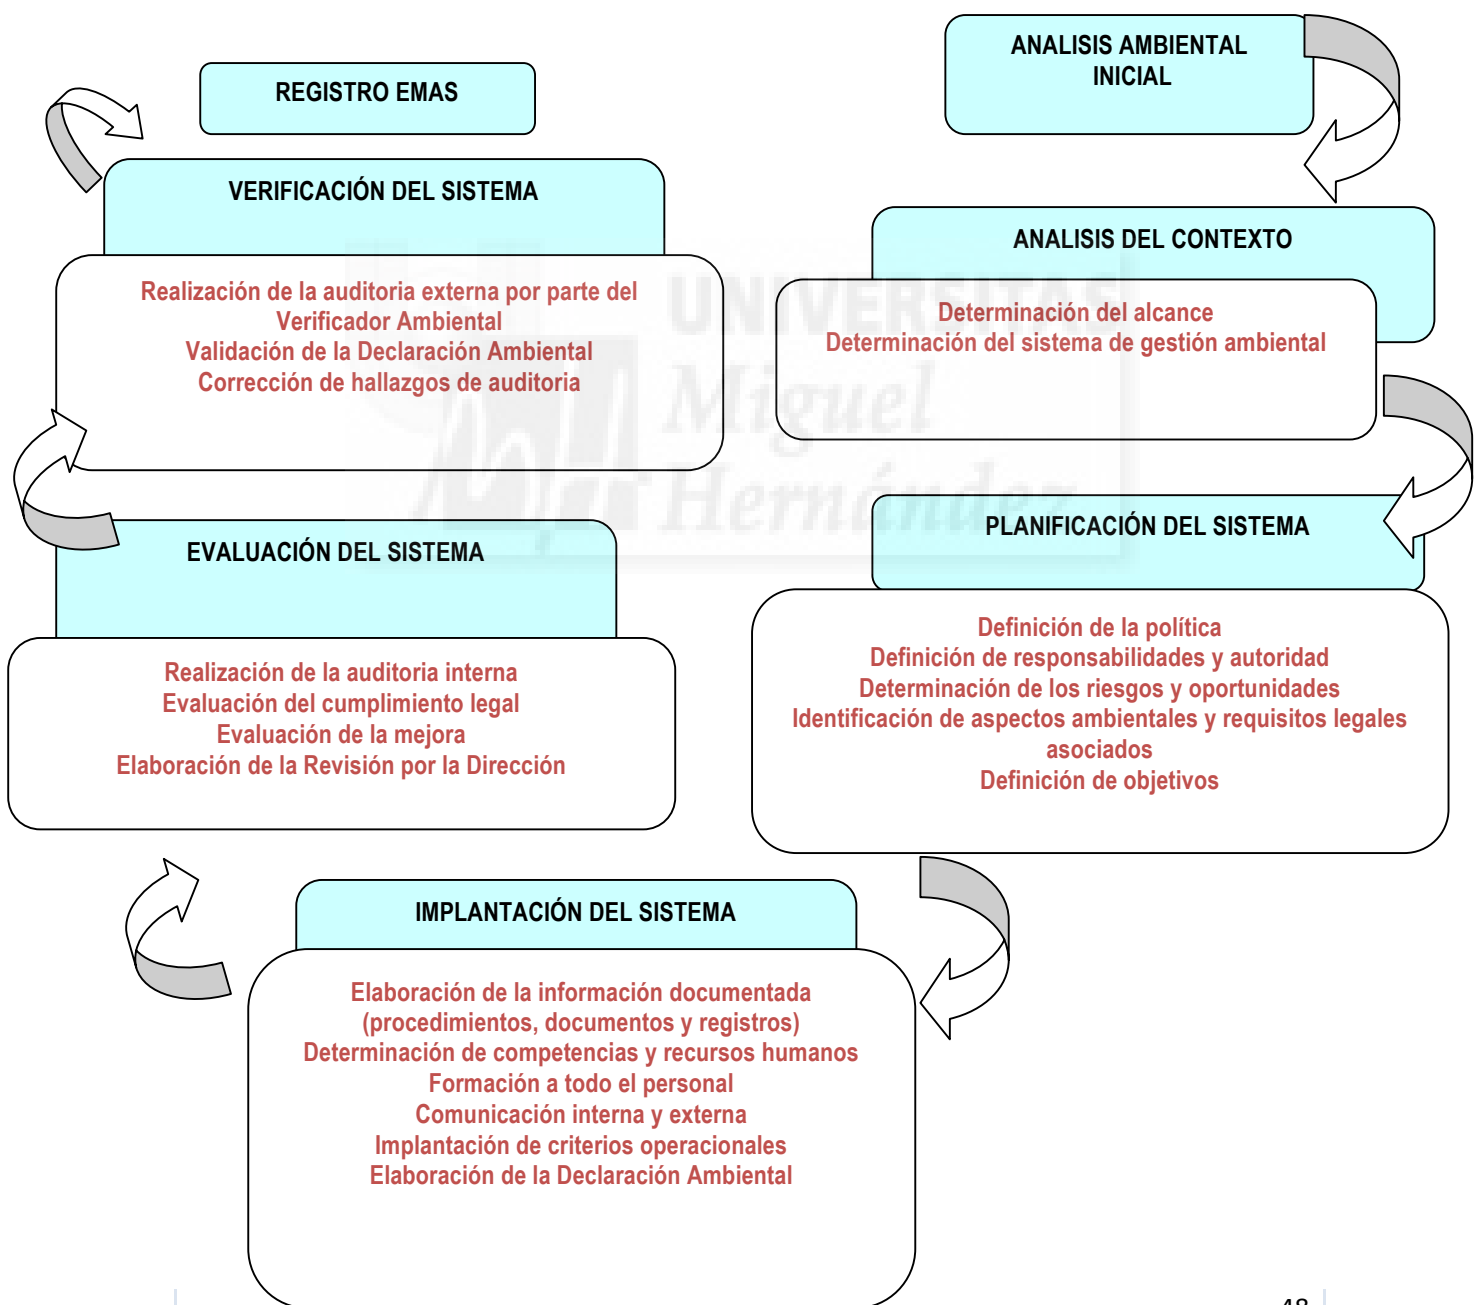 ANALISIS AMBIENTAL
INICIAL
REGISTRO EMAS
VERIFICACIÓN DEL SISTEMA
Realización de la auditoria externa por parte del
Verificador Ambiental
Validación de la Declaración Ambiental
Corrección de hallazgos de auditoria
ANALISIS DEL CONTEXTO
Determinación del alcance
Determinación del sistema de gestión ambiental
UNIVERSITAS
Miguel
Hernández
EVALUACIÓN DEL SISTEMA
Realización de la auditoria interna
Evaluación del cumplimiento legal
Evaluación de la mejora
Elaboración de la Revisión por la Dirección
PLANIFICACIÓN DEL SISTEMA
Definición de la política
Definición de responsabilidades y autoridad
Determinación de los riesgos y oportunidades
Identificación de aspectos ambientales y requisitos legales
asociados
Definición de objetivos
IMPLANTACIÓN DEL SISTEMA
Elaboración de la información documentada
(procedimientos, documentos y registros)
Determinación de competencias y recursos humanos
Formación a todo el personal
Comunicación interna y externa
Implantación de criterios operacionales
Elaboración de la Declaración Ambiental
48